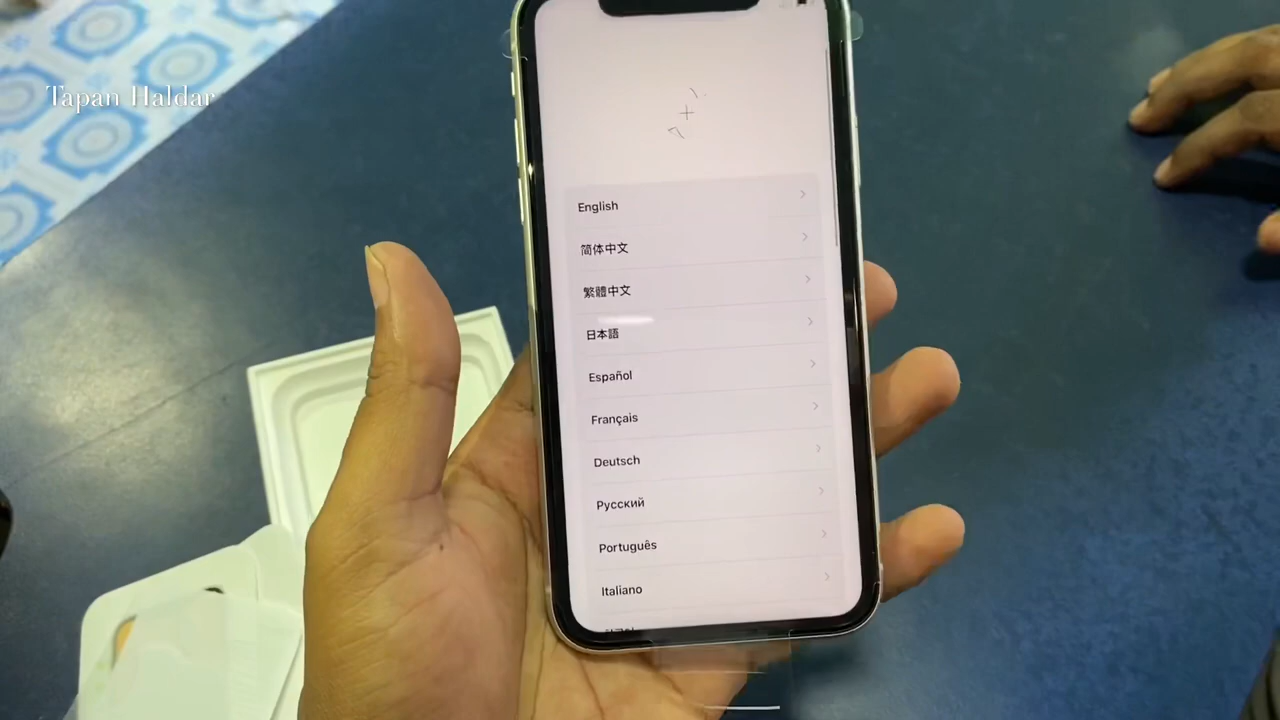 Tapan Haldar
English
简体中文
繁體中文
日本語
Español
Français
Deutsch
Русский
Português
Italiano